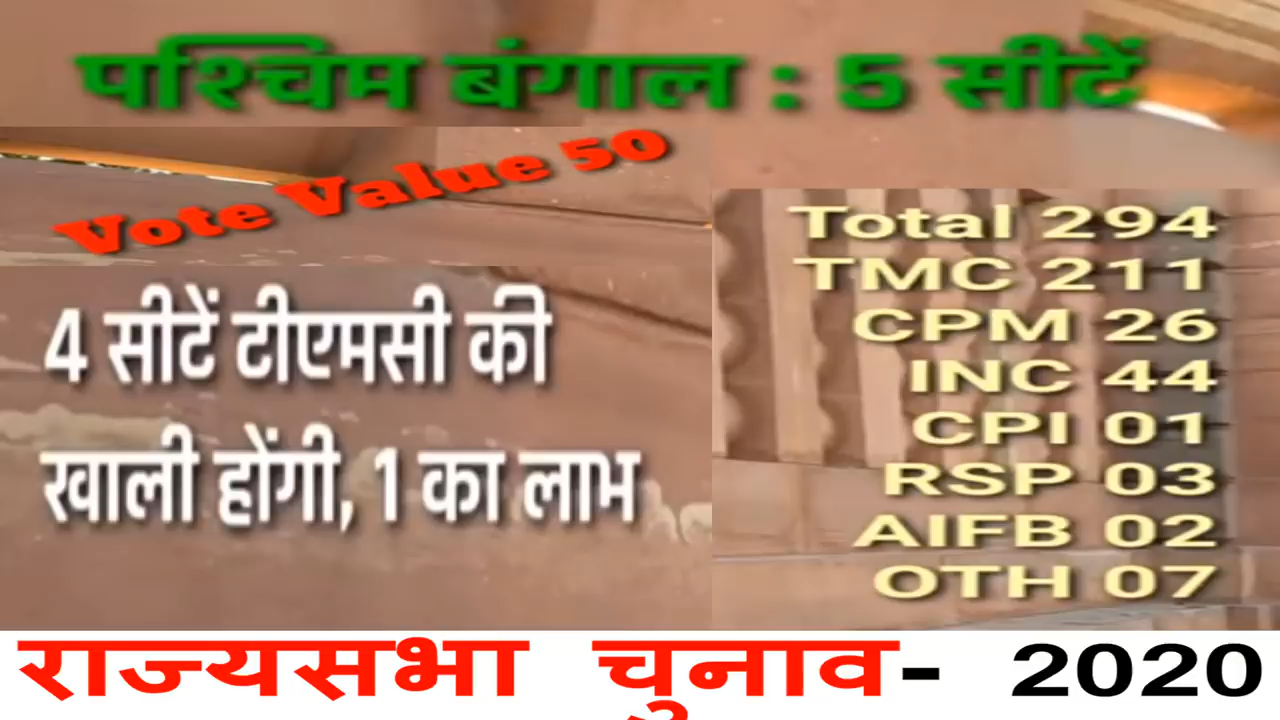 पश्चिम बंगाल : 5 सीटें
Vote Value 50
4 सीटें टीएमसी की
खाली होंगी, 1 का लाभ
Total 294
TMC 211
CPM 26
INC 44
CPI 01
RSP 03
AIFB 02
OTH 07
राज्यसभा चुनाव- 2020